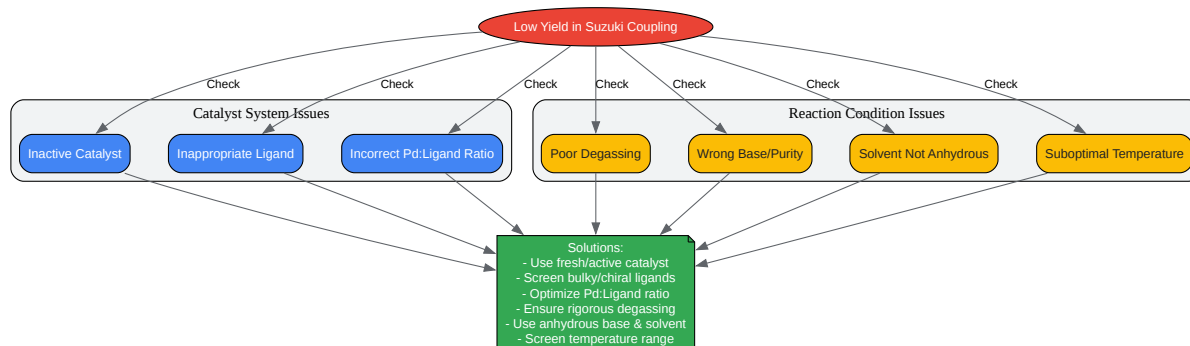 Low Yield in Suzuki Coupling
Check Check Check Check Check Check Check
Catalyst System Issues
Reaction Condition Issues
Inactive Catalyst
Inappropriate Ligand
Incorrect Pd:Ligand Ratio
Poor Degassing
Wrong Base/Purity
Solvent Not Anhydrous
Suboptimal Temperature
Solutions:
- Use fresh/active catalyst
- Screen bulky/chiral ligands
- Optimize Pd:Ligand ratio
- Ensure rigorous degassing
- Use anhydrous base & solvent
- Screen temperature range